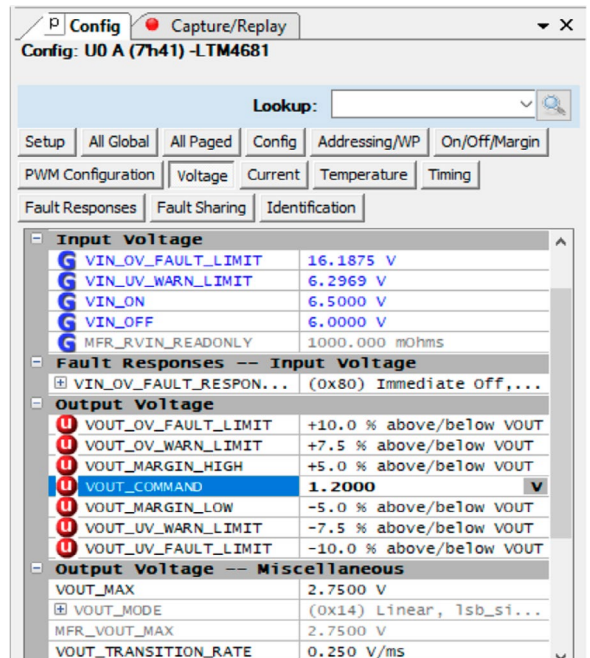 P Config Capture/Replay
Config: U0 A (7'h41) -LTM4681
Lookup:
Setup All Global All Paged Config Addressing/WP On/Off/Margin
PWM Configuration Voltage Current Temperature Timing
Fault Responses Fault Sharing Identification
Input Voltage
G VIN_OV_FAULT_LIMIT 16.1875 V
G VIN_UV_WARN_LIMIT 6.2969 V
G VIN_ON 6.5000 V
G VIN_OFF 6.0000 V
G MFR_RVIN_READONLY 1000.000 mOhms
Fault Responses -- Input Voltage
VIN_OV_FAULT_RESPON... (0x80) Immediate Off,...
Output Voltage
U VOUT_OV_FAULT_LIMIT +10.0 % above/below VOUT
U VOUT_OV_WARN_LIMIT +7.5 % above/below VOUT
U VOUT_MARGIN_HIGH +5.0 % above/below VOUT
U VOUT_COMMAND 1.2000 V
U VOUT_MARGIN_LOW -5.0 % above/below VOUT
U VOUT_UV_WARN_LIMIT -7.5 % above/below VOUT
U VOUT_UV_FAULT_LIMIT -10.0 % above/below VOUT
Output Voltage -- Miscellaneous
VOUT_MAX 2.7500 V
VOUT_MODE (0x14) Linear, lsb_si...
MFR_VOUT_MAX 2.7500 V
VOUT_TRANSITION_RATE 0.250 V/ms